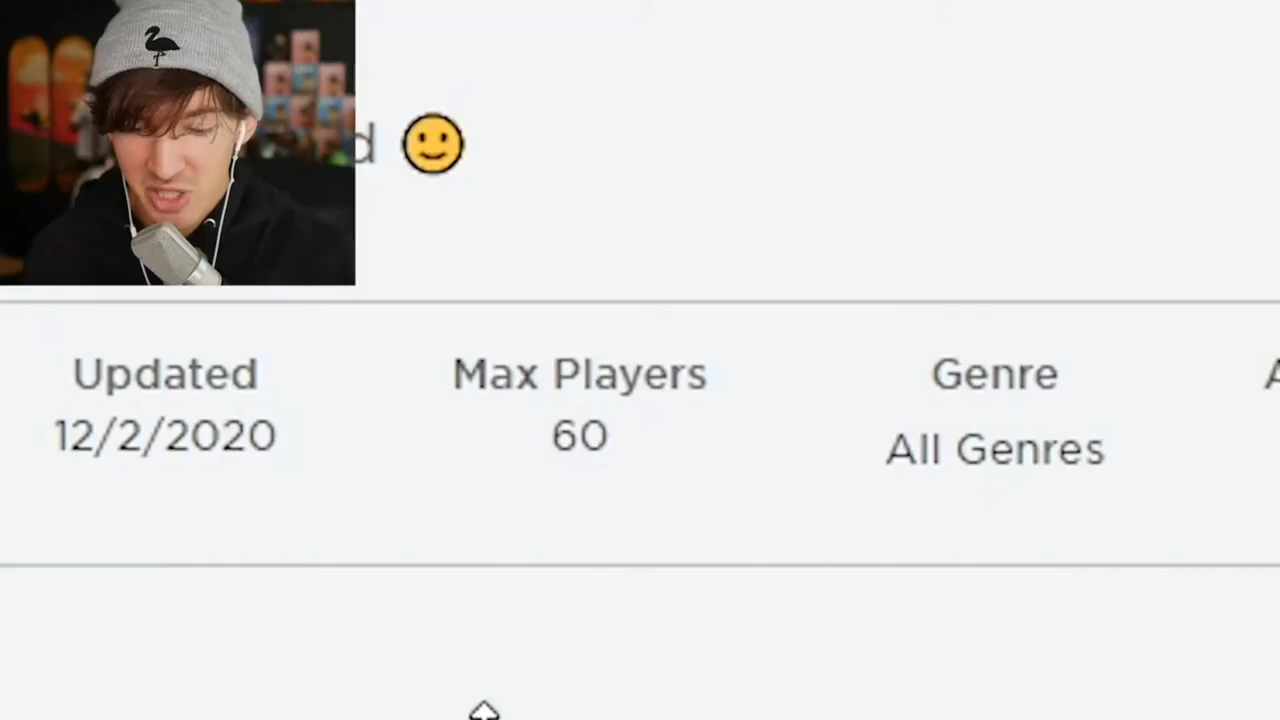 d 🙂
Updated
Max Players
Genre
12/2/2020
60
All Genres